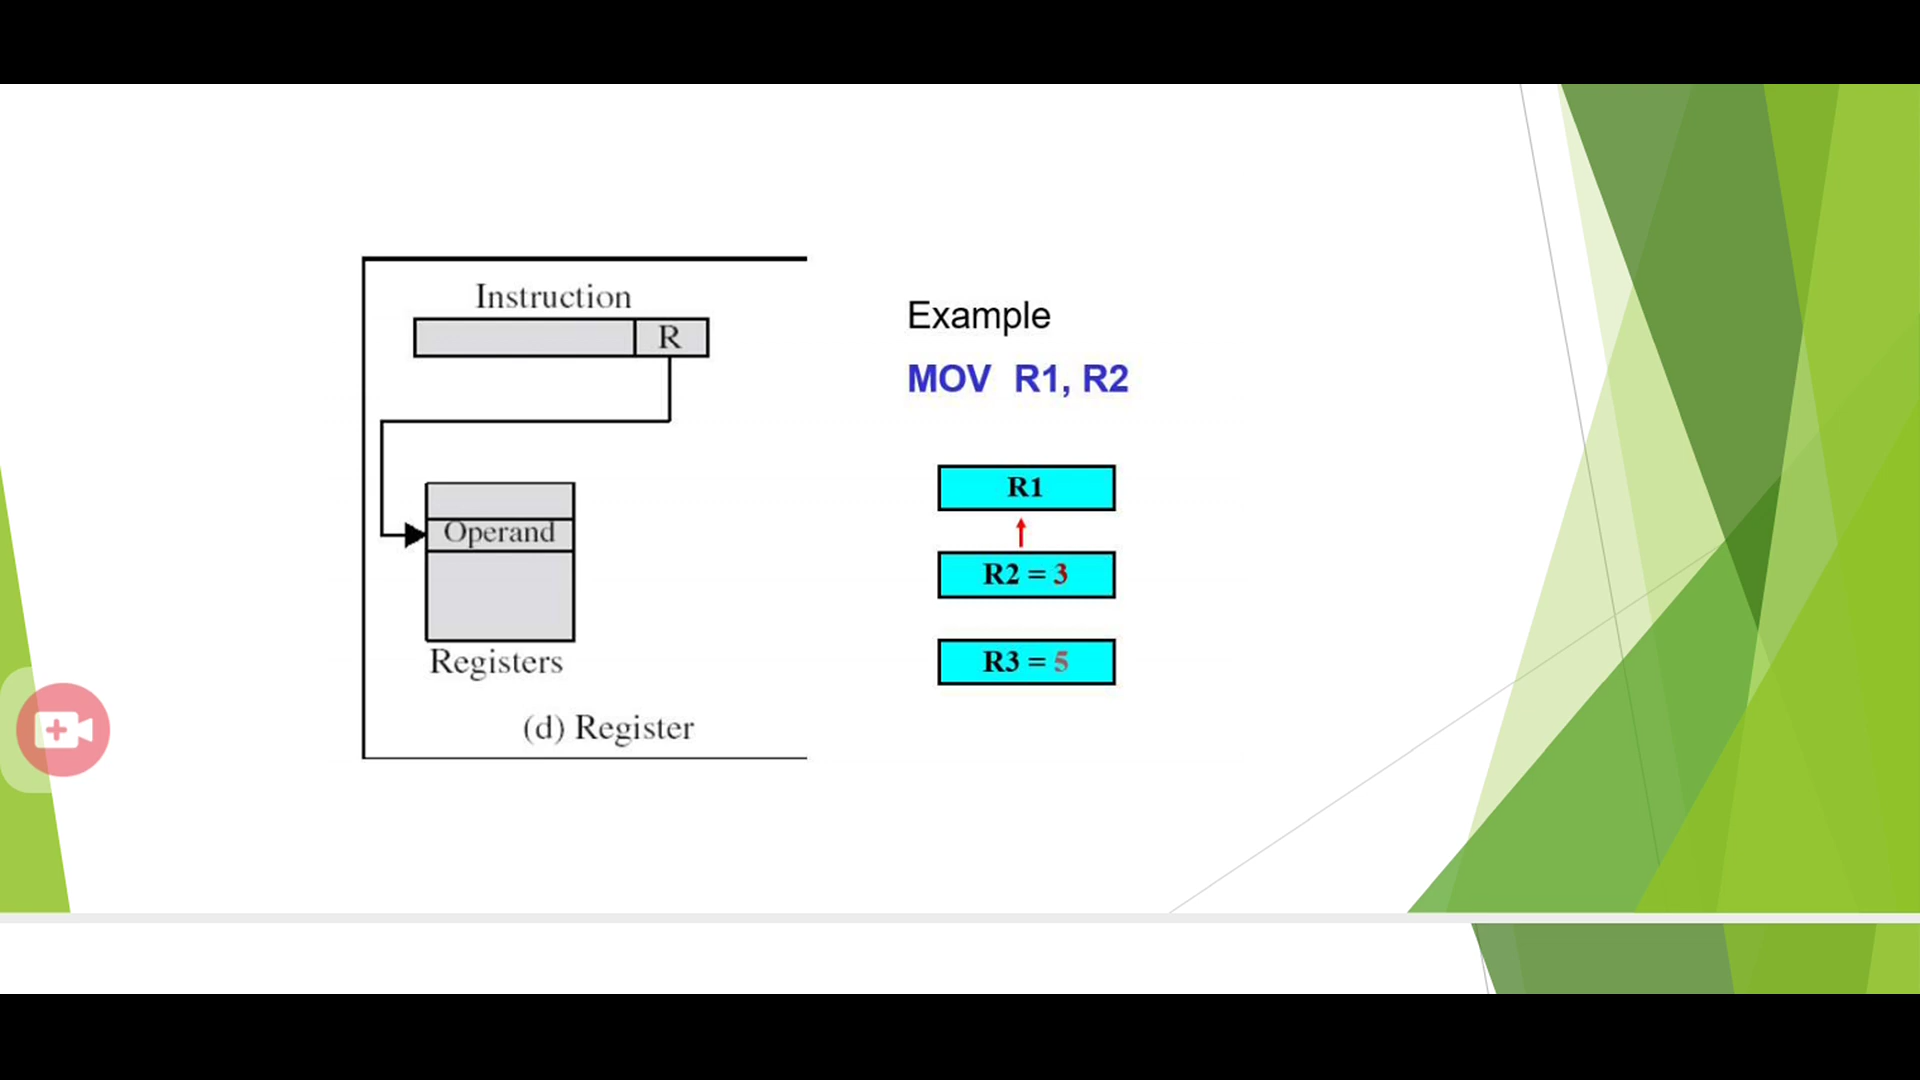 Instruction
R
Operand
Registers
(d) Register
Example
MOV R1, R2
R1
R2 = 3
R3 = 5